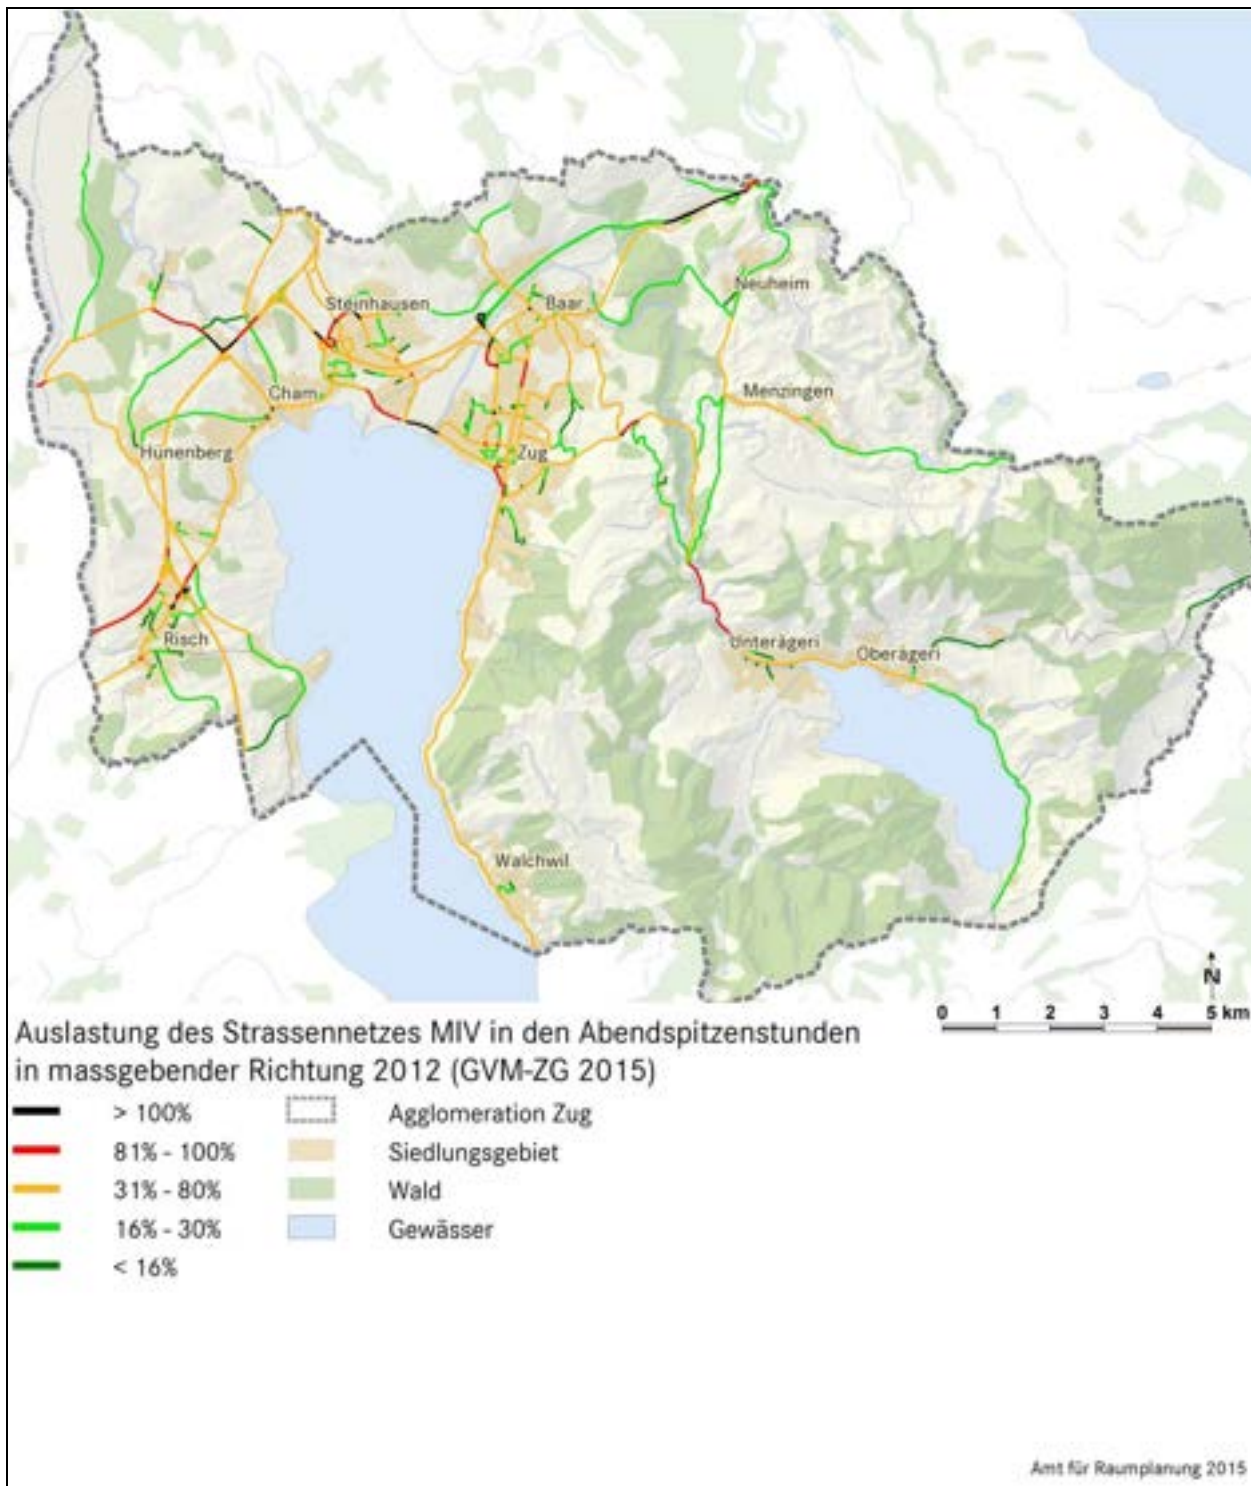 Steinhausen
Baar
Neuheim
Cham
Menzingen
Hünenberg
Zug
Risch
Unterägeri
Oberägeri
Walchwil
N
0 1 2 3 4 5 km
Auslastung des Strassennetzes MIV in den Abendspitzenstunden
in massgebender Richtung 2012 (GVM-ZG 2015)
> 100%
Agglomeration Zug
81% - 100%
Siedlungsgebiet
31% - 80%
Wald
16% - 30%
Gewässer
< 16%
Amt für Raumplanung 2015